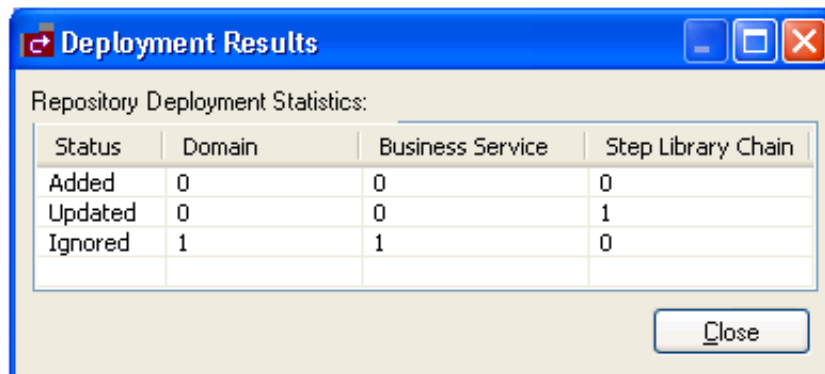 Deployment Results
Repository Deployment Statistics:
Status Domain Business Service Step Library Chain
Added 0 0 0
Updated 0 0 1
Ignored 1 1 0
Close